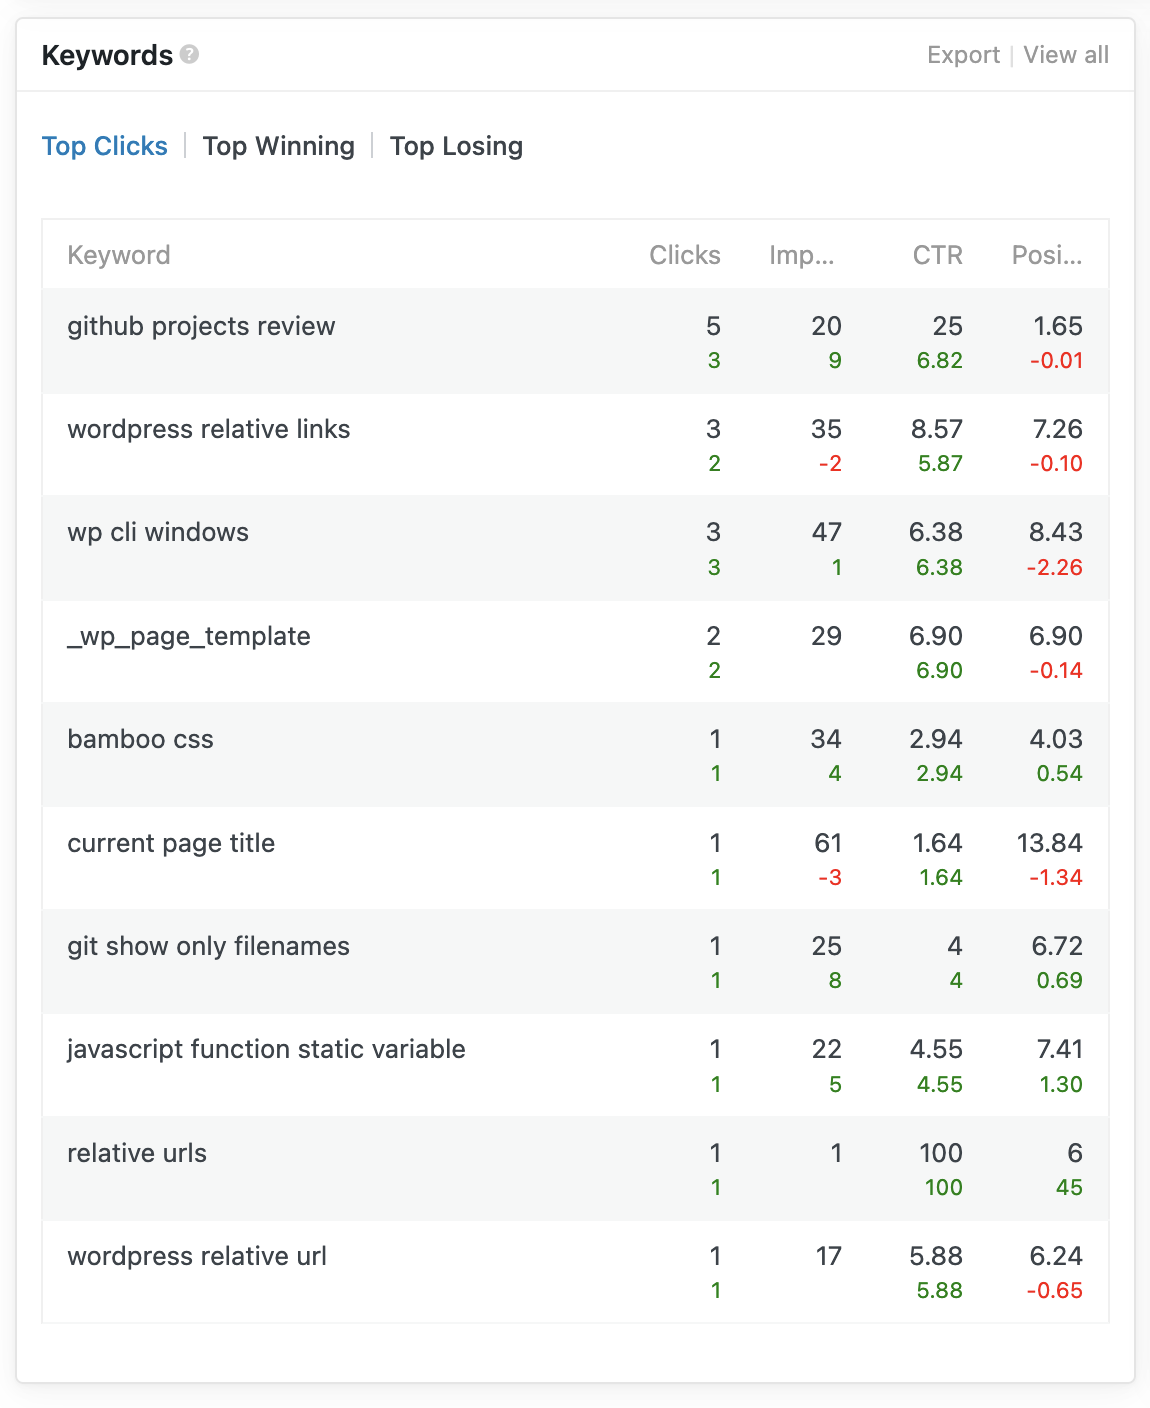 Keywords ?
Export | View all
Top Clicks | Top Winning | Top Losing
Keyword Clicks Imp... CTR Posi...
github projects review 5 20 25 1.65
3 9 6.82 -0.01
wordpress relative links 3 35 8.57 7.26
2 -2 5.87 -0.10
wp cli windows 3 47 6.38 8.43
3 1 6.38 -2.26
_wp_page_template 2 29 6.90 6.90
2 6.90 -0.14
bamboo css 1 34 2.94 4.03
1 4 2.94 0.54
current page title 1 61 1.64 13.84
1 -3 1.64 -1.34
git show only filenames 1 25 4 6.72
1 8 4 0.69
javascript function static variable 1 22 4.55 7.41
1 5 4.55 1.30
relative urls 1 1 100 6
1 100 45
wordpress relative url 1 17 5.88 6.24
1 5.88 -0.65